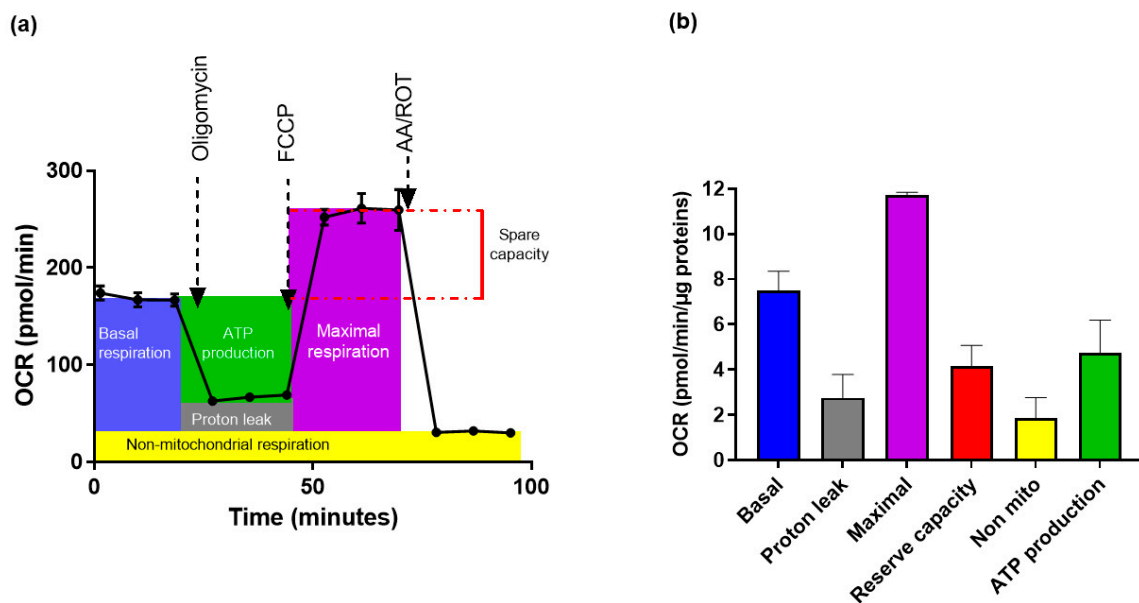 (a)
Oligomycin
FCCP
AA/ROT
300
200
100
0
OCR (pmol/min)
Basal
respiration
ATP
production
Proton leak
Maximal
respiration
Non-mitochondrial respiration
Spare
capacity
0
50
100
Time (minutes)
(b)
12
10
8
6
4
2
0
OCR (pmol/min/µg proteins)
Basal
Proton leak
Maximal
Reserve capacity
Non mito
ATP production